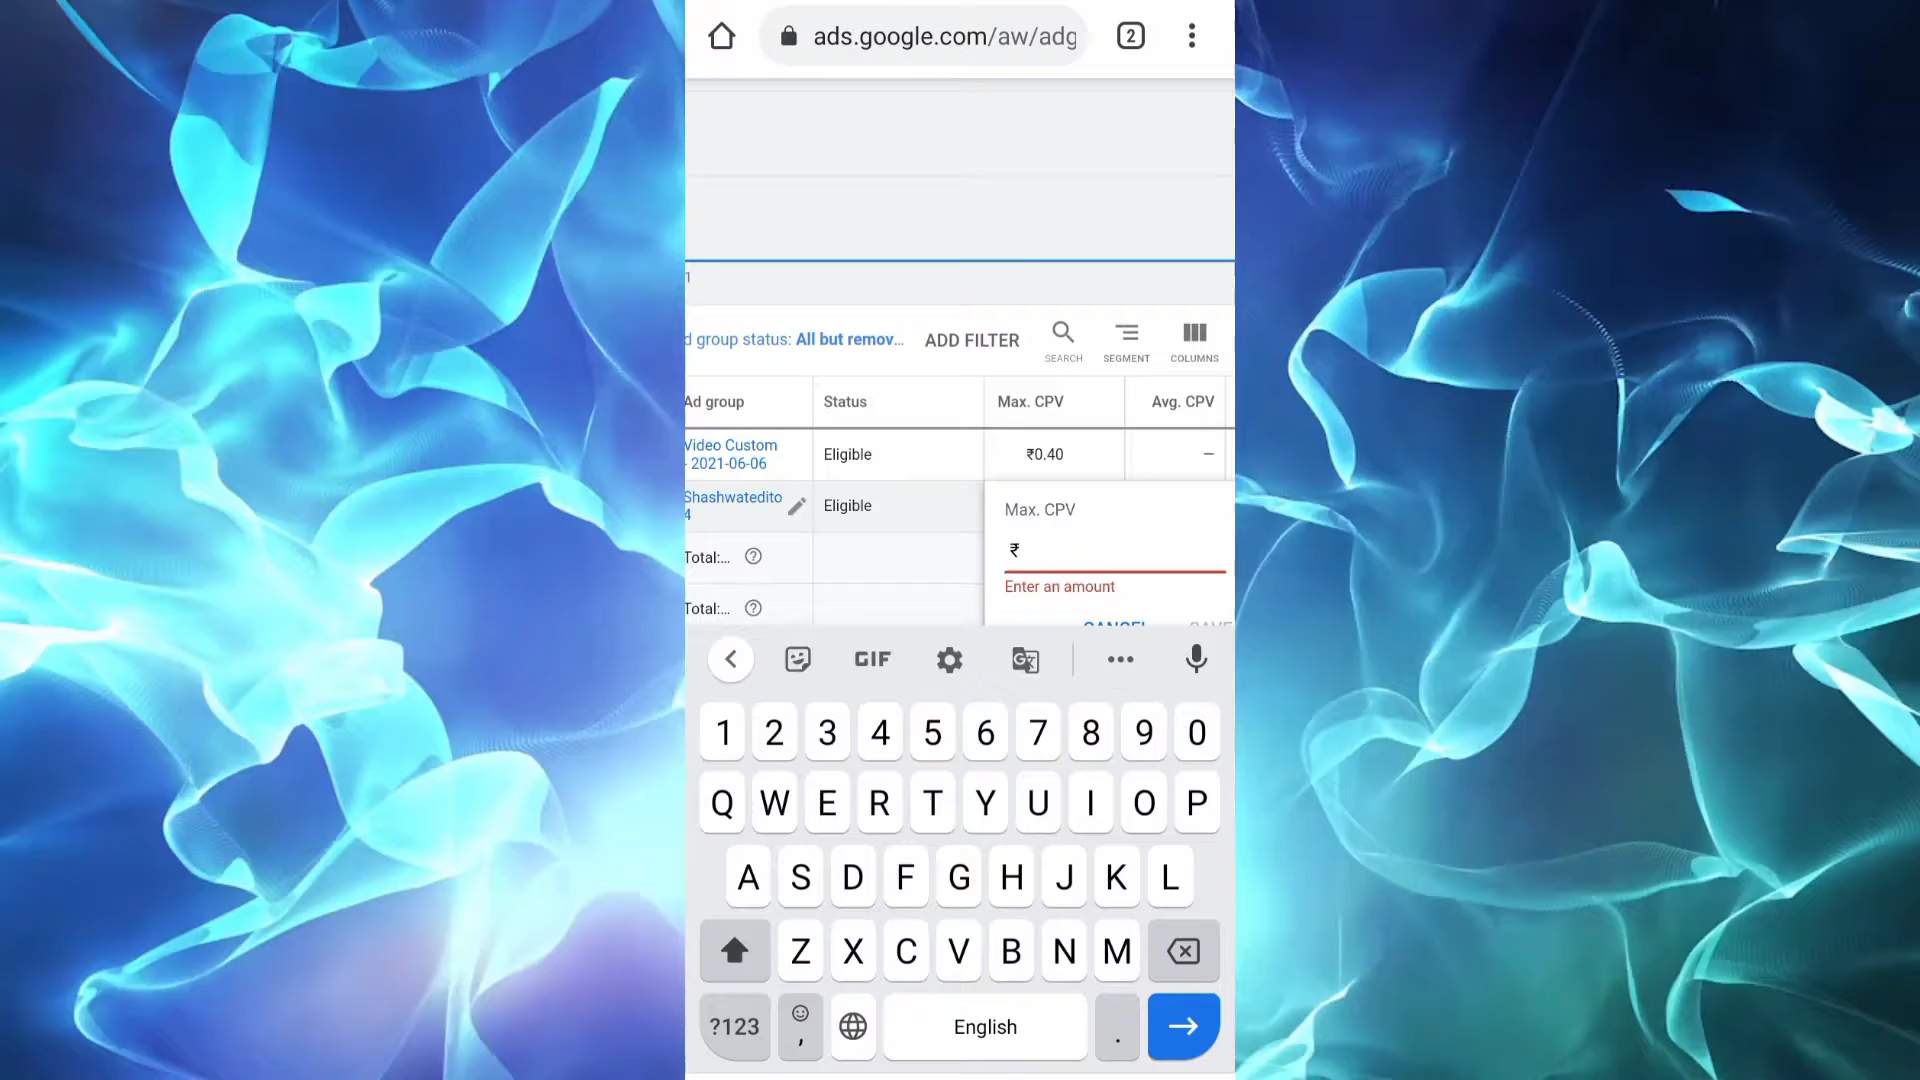 ads.google.com/aw/adg
2
1
d group status: All but remov...
ADD FILTER
SEARCH
SEGMENT
COLUMNS
Ad group
Status
Max. CPV
Avg. CPV
Video Custom
- 2021-06-06
Eligible
₹0.40
–
Shashwatedito
4
Eligible
Max. CPV
₹
Enter an amount
Total:...
Total:...
CANCEL
SAVE
GIF
1 2 3 4 5 6 7 8 9 0
Q W E R T Y U I O P
A S D F G H J K L
Z X C V B N M
?123
,
English
.